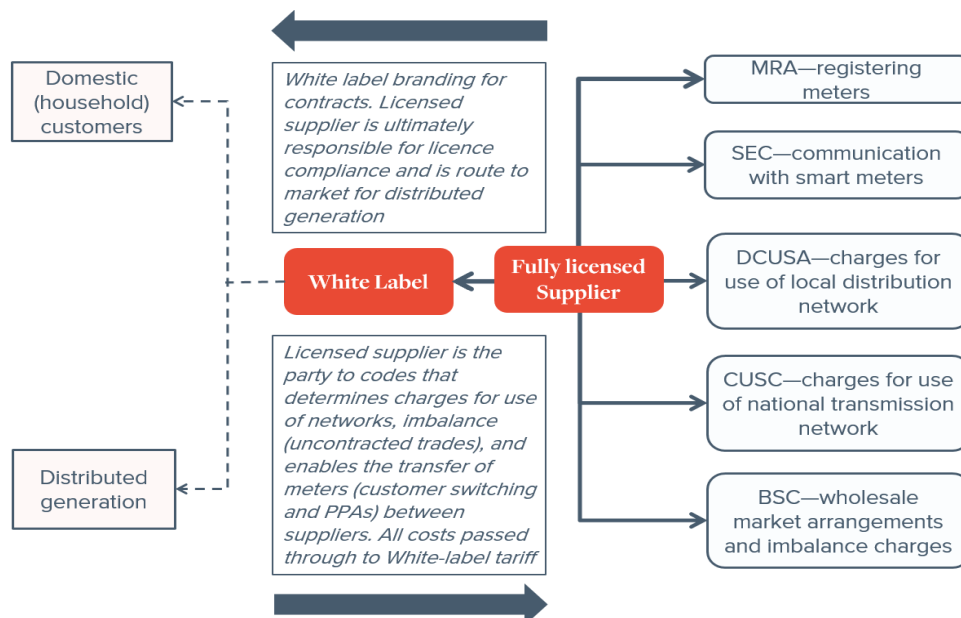 Domestic
(household)
customers
Distributed
generation
White label branding for
contracts. Licensed
supplier is ultimately
responsible for licence
compliance and is route to
market for distributed
generation
White Label
Fully licensed
Supplier
Licensed supplier is the
party to codes that
determines charges for use
of networks, imbalance
(uncontracted trades), and
enables the transfer of
meters (customer switching
and PPAs) between
suppliers. All costs passed
through to White-label tariff
MRA—registering
meters
SEC—communication
with smart meters
DCUSA—charges for
use of local distribution
network
CUSC—charges for use
of national transmission
network
BSC—wholesale
market arrangements
and imbalance charges